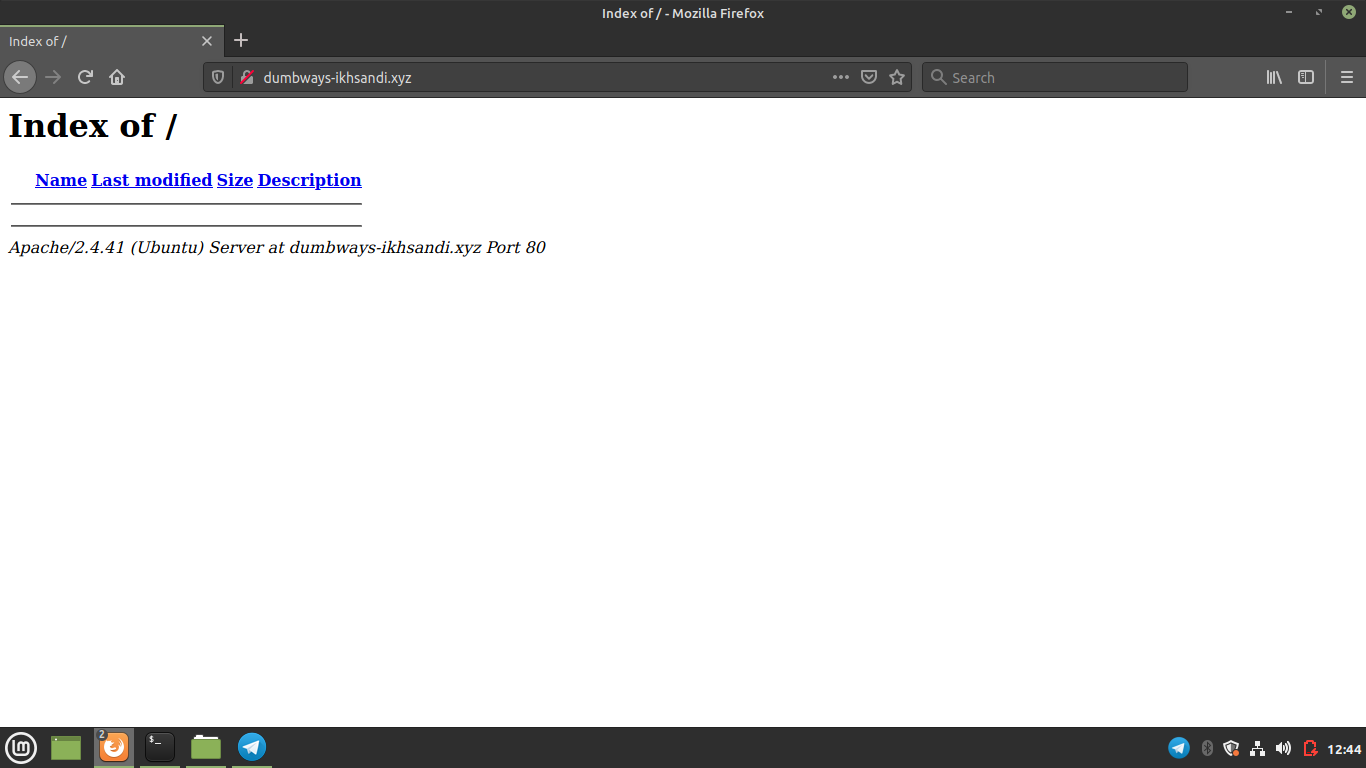 Index of / - Mozilla Firefox
Index of /
dumbways-ikhsandi.xyz
Search
Index of /
Name Last modified Size Description
Apache/2.4.41 (Ubuntu) Server at dumbways-ikhsandi.xyz Port 80
lm
2
$_
12:44